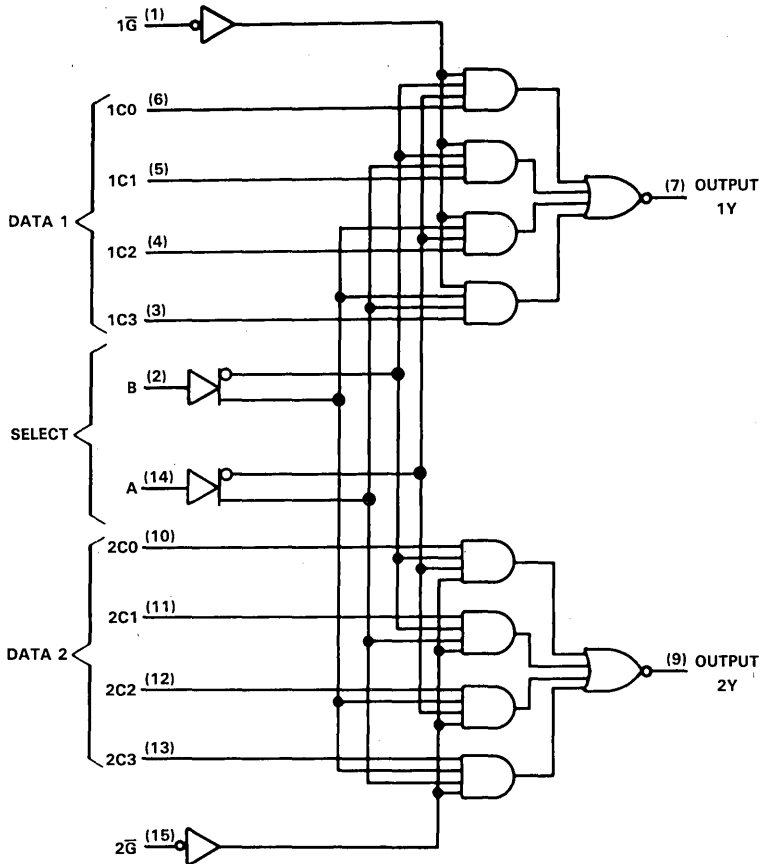 1G̅ (1)
1C0 (6)
1C1 (5)
DATA 1
1C2 (4)
1C3 (3)
(7) OUTPUT
1Y
B (2)
SELECT
A (14)
2C0 (10)
2C1 (11)
DATA 2
2C2 (12)
2C3 (13)
(9) OUTPUT
2Y
2G̅ (15)